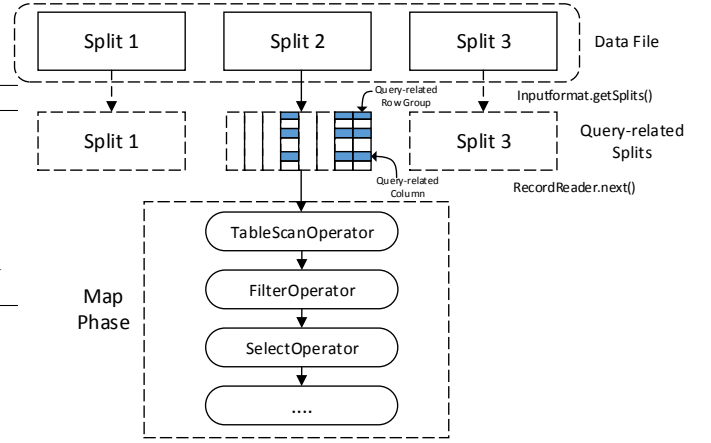 Split 1
Split 2
Split 3
Data File
Query-related
Row Group
Inputformat.getSplits()
Split 1
Split 3
Query-related
Splits
Query-related
Column
RecordReader.next()
TableScanOperator
Map
Phase
FilterOperator
SelectOperator
....